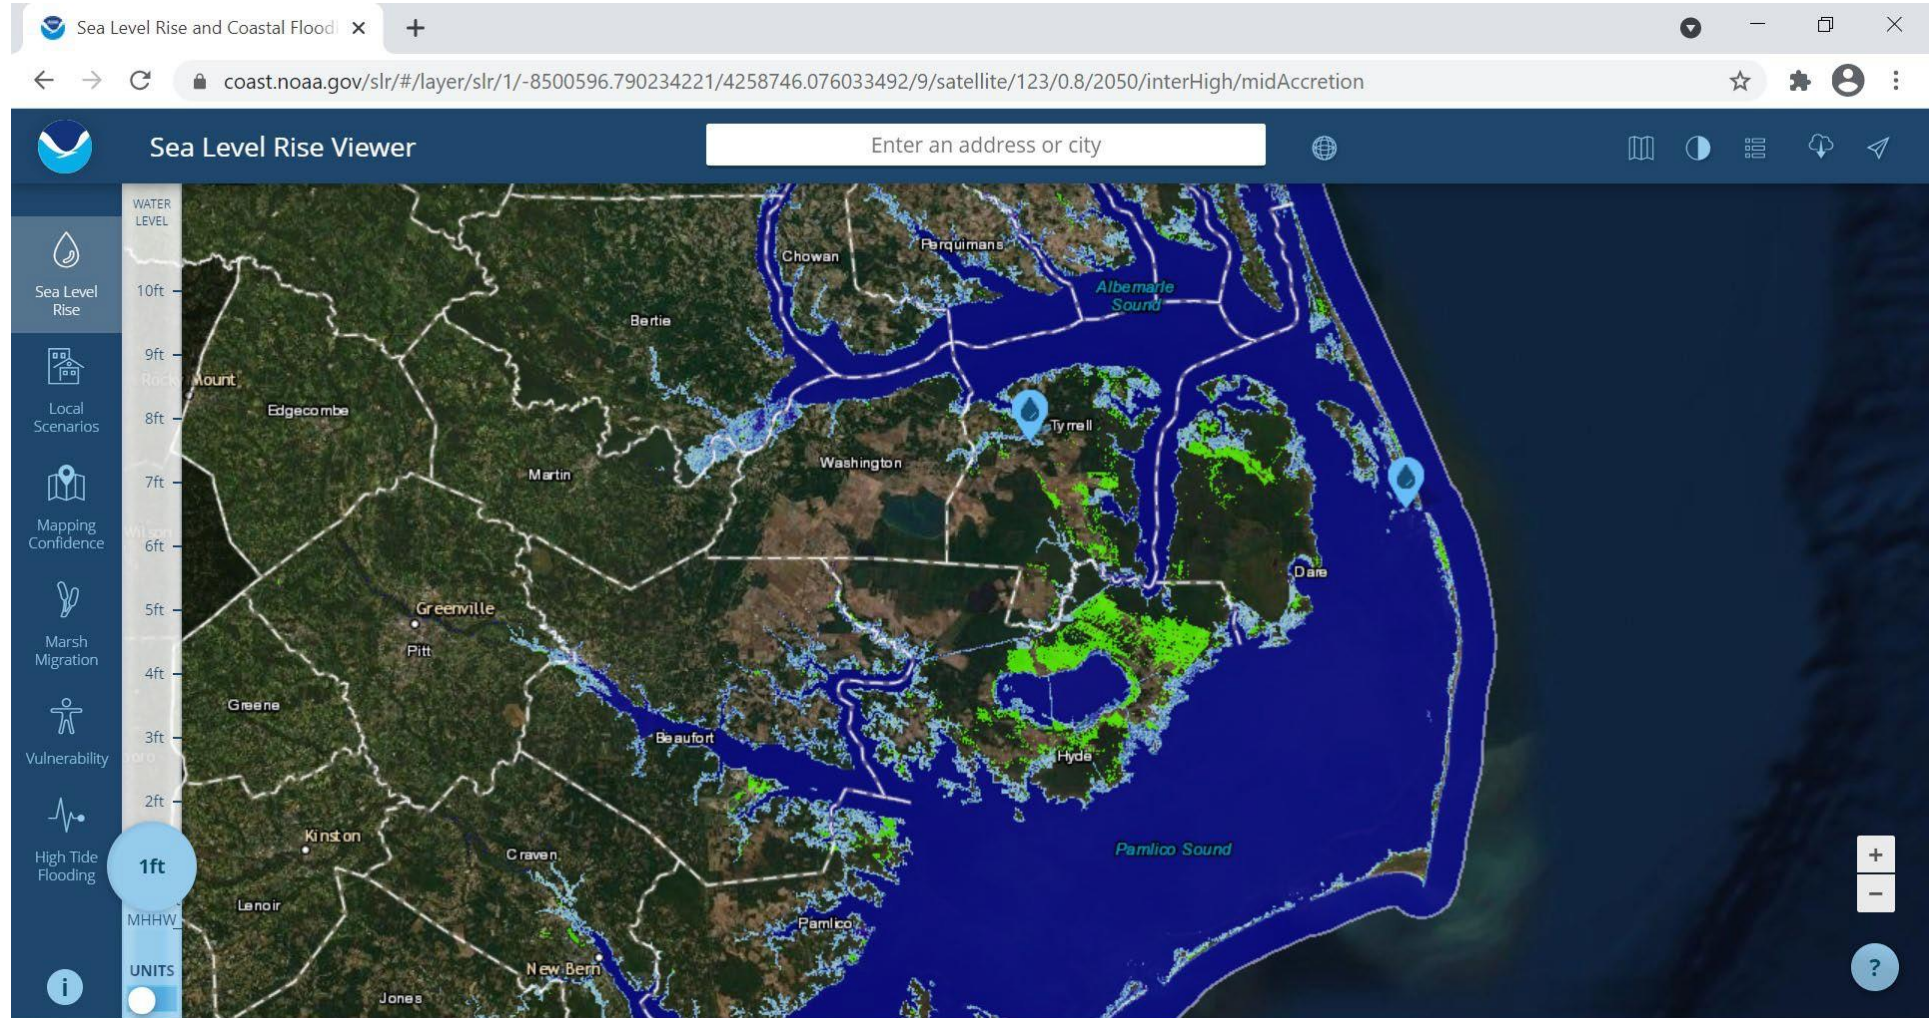 Sea Level Rise and Coastal Flood
coast.noaa.gov/slr/#/layer/slr/1/-8500596.790234221/4258746.076033492/9/satellite/123/0.8/2050/interHigh/midAccretion
Sea Level Rise Viewer
Enter an address or city
WATER
LEVEL
Sea Level
Rise
Local
Scenarios
Mapping
Confidence
Marsh
Migration
Vulnerability
High Tide
Flooding
i
10ft
9ft
8ft
7ft
6ft
5ft
4ft
3ft
2ft
1ft
MHHW
UNITS
Chowan
Perquimans
Albemarle
Sound
Bertie
Rocky Mount
Edgecombe
Tyrrell
Washington
Martin
Wilson
Dare
Greenville
Pitt
Greene
Beaufort
Hyde
Kinston
Craven
Pamlico Sound
Lenoir
Pamlico
New Bern
Jones
+
−
?